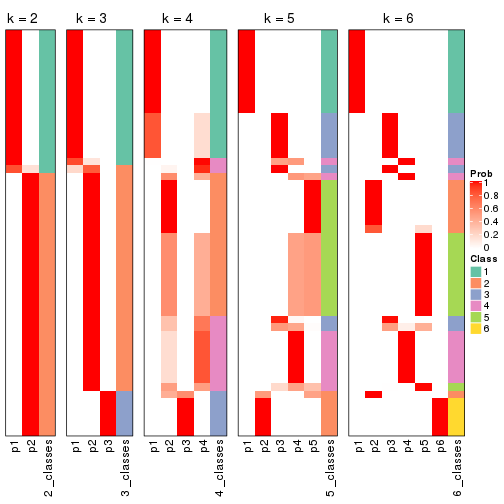 k = 2
k = 3
k = 4
k = 5
k = 6
Prob
1
0.8
0.6
0.4
0.2
0
Class
1
2
3
4
5
6
p1
p2
2_classes
p1
p2
p3
3_classes
p1
p2
p3
p4
4_classes
p1
p2
p3
p4
p5
5_classes
p1
p2
p3
p4
p5
p6
6_classes